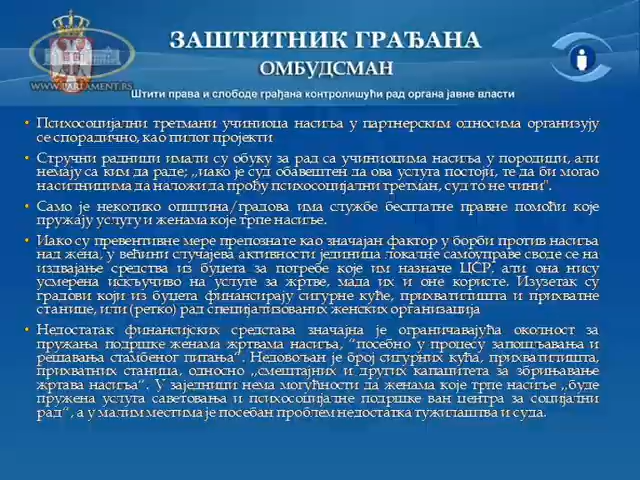 ЗАШТИТНИК ГРАЂАНА
ОМБУДСМАН
WWW.PARLAMENT.RS
Штити права и слободе грађана контролишући рад органа јавне власти
• Психосоцијални третмани учиниоца насиља у партнерским односима организују
се спорадично, као пилот пројекти
• Стручни радници имали су обуку за рад са учиниоцима насиља у породици, али
немају са ким да раде; „иако је суд обавештен да ова услуга постоји, те да би могао
насилницима да наложи да прођу психосоцијални третман, суд то не чини".
• Само је неколико општина/градова има службе бесплатне правне помоћи које
пружају услугу и женама које трпе насиље.
• Иако су превентивне мере препознате као значајан фактор у борби против насиља
над жена, у већини случајева активности јединица локалне самоуправе своде се на
издвајање средства из буџета за потребе које им назначе ЦСР, али она нису
усмерена искључиво на услуге за жртве, мада их и оне користе. Изузетак су
градови који из буџета финансирају сигурне куће, прихватилишта и прихватне
станице, или (ретко) рад специјализованих женских организација
• Недостатак финансијских средстава значајна је ограничавајућа околност за
пружања подршке женама жртвама насиља, “посебно у процесу запошљавања и
решавања стамбеног питања“. Недовољан је број сигурних кућа, прихватилишта,
прихватних станица, односно „смештајних и других капацитета за збрињавање
жртава насиља“. У заједници нема могућности да женама које трпе насиље „буде
пружена услуга саветовања и психосоцијалне подршке ван центра за социјални
рад“, а у малим местима је посебан проблем недостатка тужилаштва и суда.